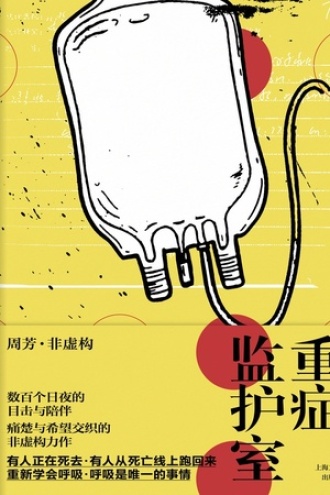 周芳·非虚构
重症
监护室
数百个日夜的
目击与陪伴
痛楚与希望交织的
非虚构力作
有人正在死去·有人从死亡线上跑回来
重新学会呼吸·呼吸是唯一的事情
上海
出